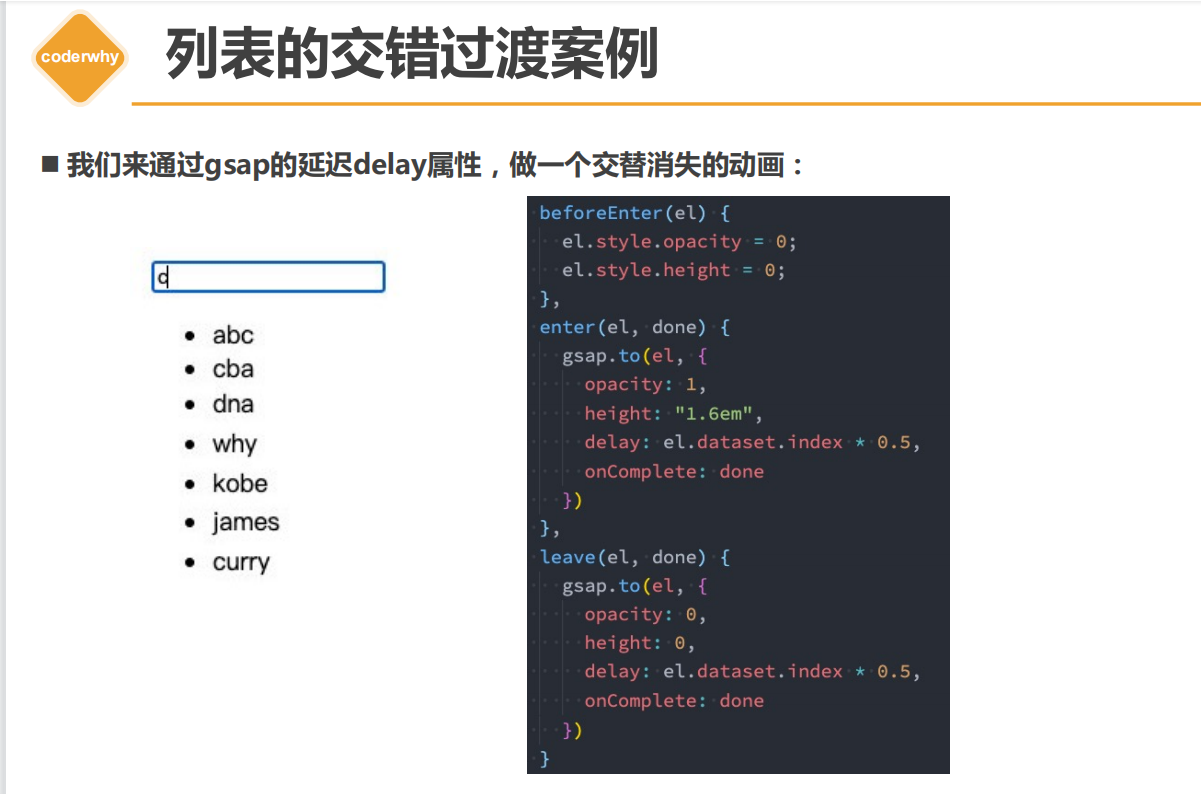 coderwhy
列表的交错过渡案例
我们来通过gsap的延迟delay属性，做一个交替消失的动画：
c
abc
cba
dna
why
kobe
james
curry
beforeEnter(el) {
el.style.opacity = 0;
el.style.height = 0;
},
enter(el, done) {
gsap.to(el, {
opacity: 1,
height: "1.6em",
delay: el.dataset.index * 0.5,
onComplete: done
})
},
leave(el, done) {
gsap.to(el, {
opacity: 0,
height: 0,
delay: el.dataset.index * 0.5,
onComplete: done
})
}